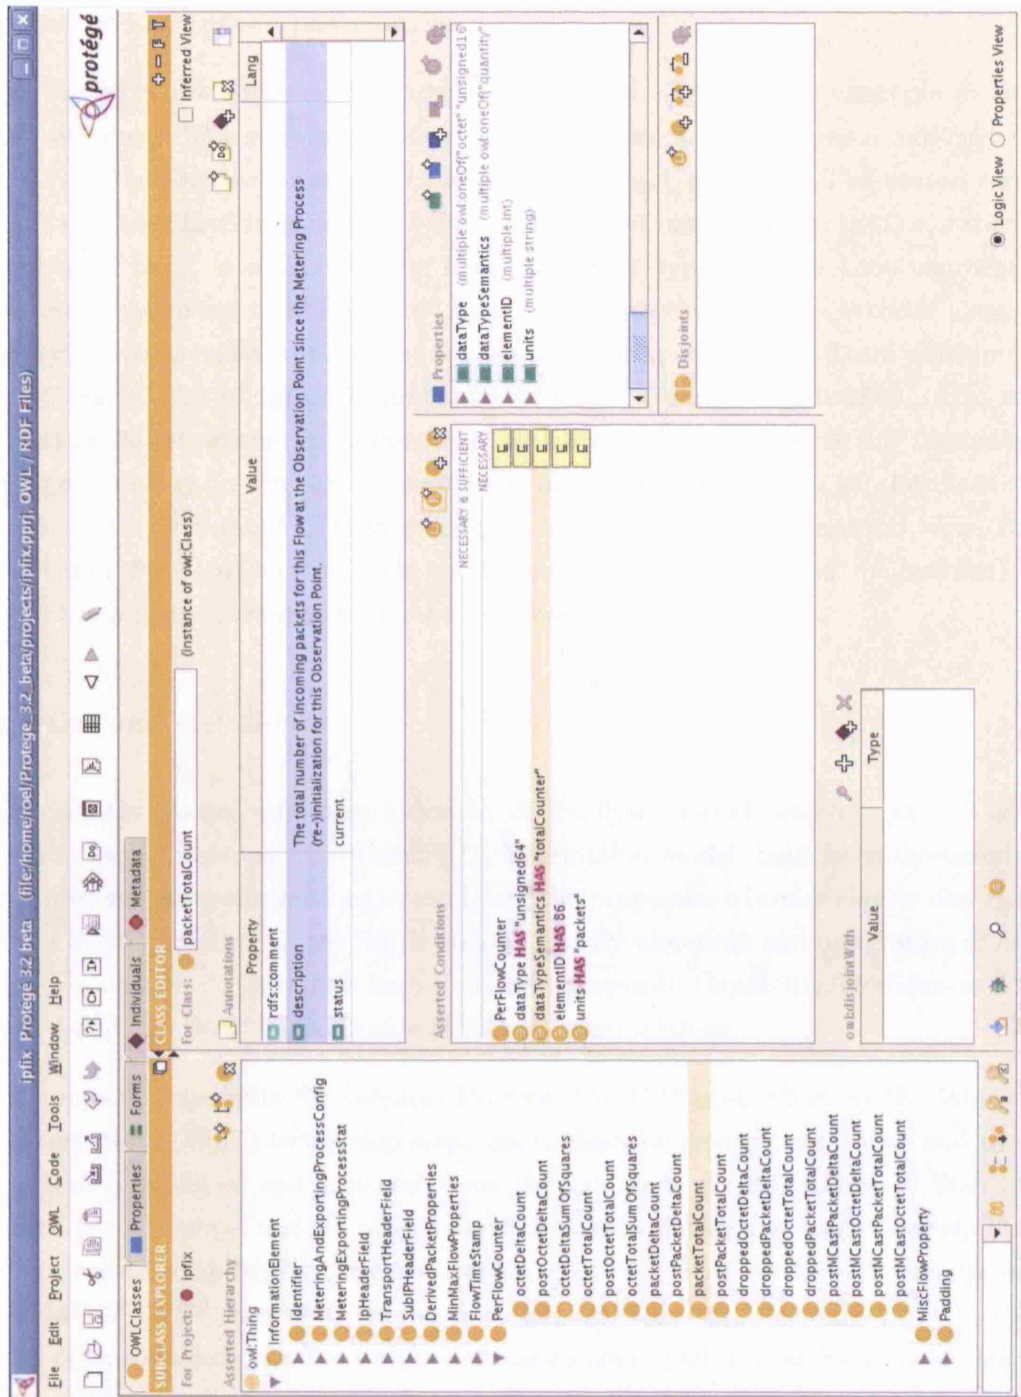 ipfix Protégé 3.2 beta (file:/home/roel/Protege_3.2_beta/projects/ipfix.pprj, OWL / RDF Files)
File Edit Project OWL Code Tools Window Help
protégé
OWLClasses Properties Forms Individuals Metadata
SUBCLASS EXPLORER
For Project: ipfix
Asserted Hierarchy
owl:Thing
InformationElement
Identifier
MeteringAndExportingProcessConfig
MeteringExportingProcessStat
IpHeaderField
TransportHeaderField
SubIPHeaderField
DerivedPacketProperties
MinMaxFlowProperties
FlowTimeStamp
PerFlowCounter
octetDeltaCount
postOctetDeltaCount
octetDeltaSumOfSquares
octetTotalCount
octetTotalSumOfSquares
packetDeltaCount
postPacketDeltaCount
packetTotalCount
postPacketTotalCount
droppedOctetDeltaCount
droppedPacketDeltaCount
droppedOctetTotalCount
droppedPacketTotalCount
postMCastPacketDeltaCount
postMCastOctetDeltaCount
postMCastPacketTotalCount
postMCastOctetTotalCount
MiscFlowProperty
Padding
CLASS EDITOR
+ – F T
For Class: packetTotalCount (instance of owl:Class) Inferred View
Annotations
Property Value Lang
rdfs:comment
description The total number of incoming packets for this Flow at the Observation Point since the Metering Process
(re-)initialization for this Observation Point.
status current
Asserted Conditions
NECESSARY & SUFFICIENT
NECESSARY
PerFlowCounter
dataType HAS "unsigned64"
dataTypeSemantics HAS "totalCounter"
elementID HAS 86
units HAS "packets"
Properties
dataType (multiple owl:oneOf{"octet" "unsigned16"
dataTypeSemantics (multiple owl:oneOf{"quantity"
elementID (multiple int)
units (multiple string)
owl:disjointWith
Value Type
Disjoints
Logic View Properties View